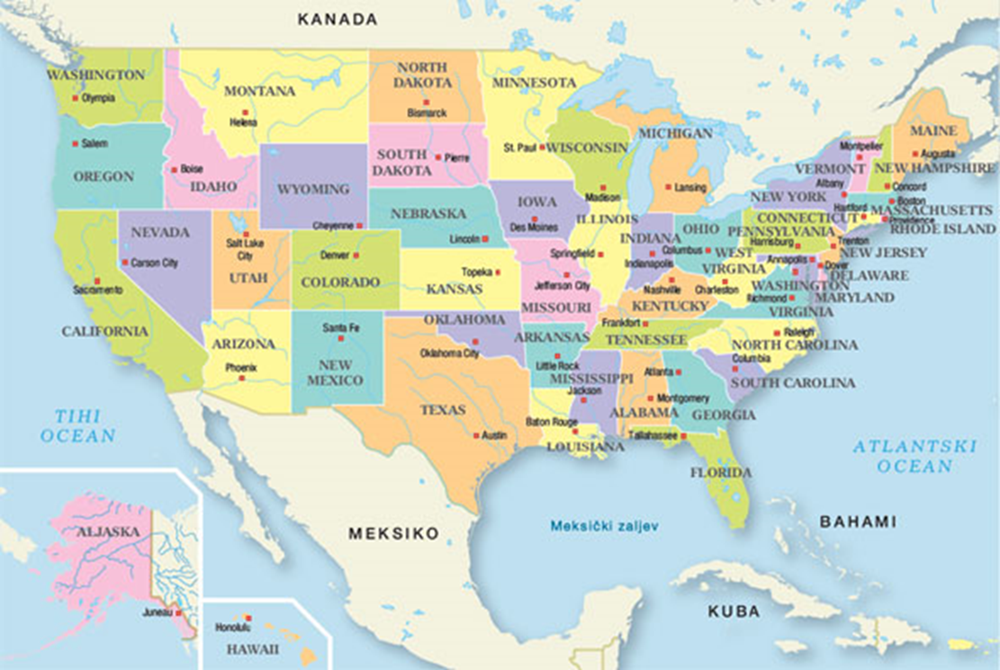 KANADA
WASHINGTON
Olympia
MONTANA
Helena
NORTH
DAKOTA
Bismarck
MINNESOTA
St. Paul
WISCONSIN
Madison
MICHIGAN
Lansing
MAINE
Augusta
Montpelier
VERMONT
NEW HAMPSHIRE
Concord
Albany
NEW YORK
Boston
MASSACHUSETTS
Hartford
Providence
CONNECTICUT
RHODE ISLAND
Salem
OREGON
Boise
IDAHO
WYOMING
Cheyenne
SOUTH
DAKOTA
Pierre
NEBRASKA
Lincoln
IOWA
Des Moines
ILLINOIS
Springfield
INDIANA
Indianapolis
OHIO
Columbus
PENNSYLVANIA
Harrisburg
Trenton
NEW JERSEY
WEST
VIRGINIA
Charleston
Annapolis
Dover
DELAWARE
WASHINGTON
MARYLAND
Richmond
VIRGINIA
NEVADA
Carson City
Salt Lake
City
UTAH
Denver
COLORADO
Topeka
KANSAS
Jefferson City
MISSOURI
Nashville
KENTUCKY
Frankfort
TENNESSEE
Sacramento
CALIFORNIA
ARIZONA
Phoenix
Santa Fe
NEW
MEXICO
OKLAHOMA
Oklahoma City
ARKANSAS
Little Rock
MISSISSIPPI
Jackson
Raleigh
NORTH CAROLINA
Columbia
SOUTH CAROLINA
Atlanta
GEORGIA
Montgomery
ALABAMA
TEXAS
Austin
Baton Rouge
LOUISIANA
Tallahassee
FLORIDA
TIHI
OCEAN
ATLANTSKI
OCEAN
ALJASKA
Juneau
Honolulu
HAWAII
MEKSIKO
Meksički zaljev
BAHAMI
KUBA